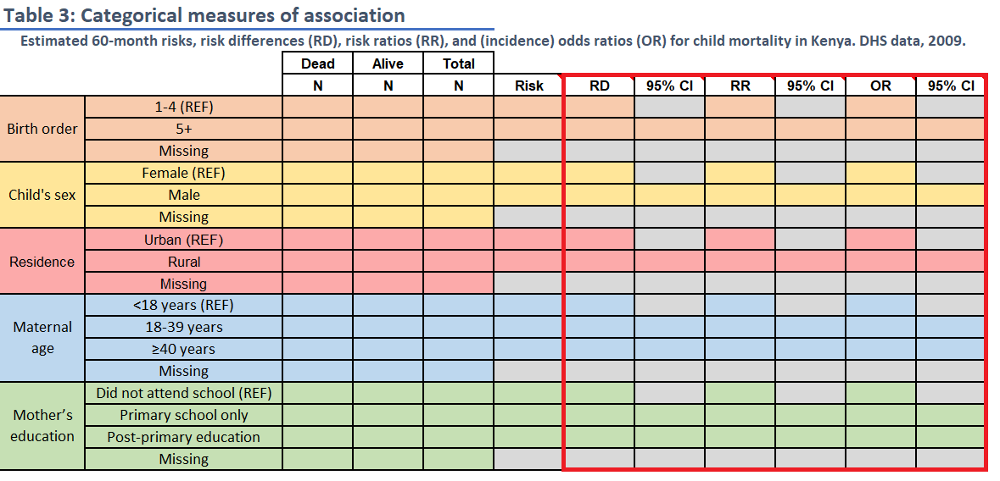 Table 3: Categorical measures of association
Estimated 60-month risks, risk differences (RD), risk ratios (RR), and (incidence) odds ratios (OR) for child mortality in Kenya. DHS data, 2009.
Dead Alive Total
N N N Risk RD 95% CI RR 95% CI OR 95% CI
Birth order
1-4 (REF)
5+
Missing
Child's sex
Female (REF)
Male
Missing
Residence
Urban (REF)
Rural
Missing
Maternal
age
<18 years (REF)
18-39 years
≥40 years
Missing
Mother’s
education
Did not attend school (REF)
Primary school only
Post-primary education
Missing